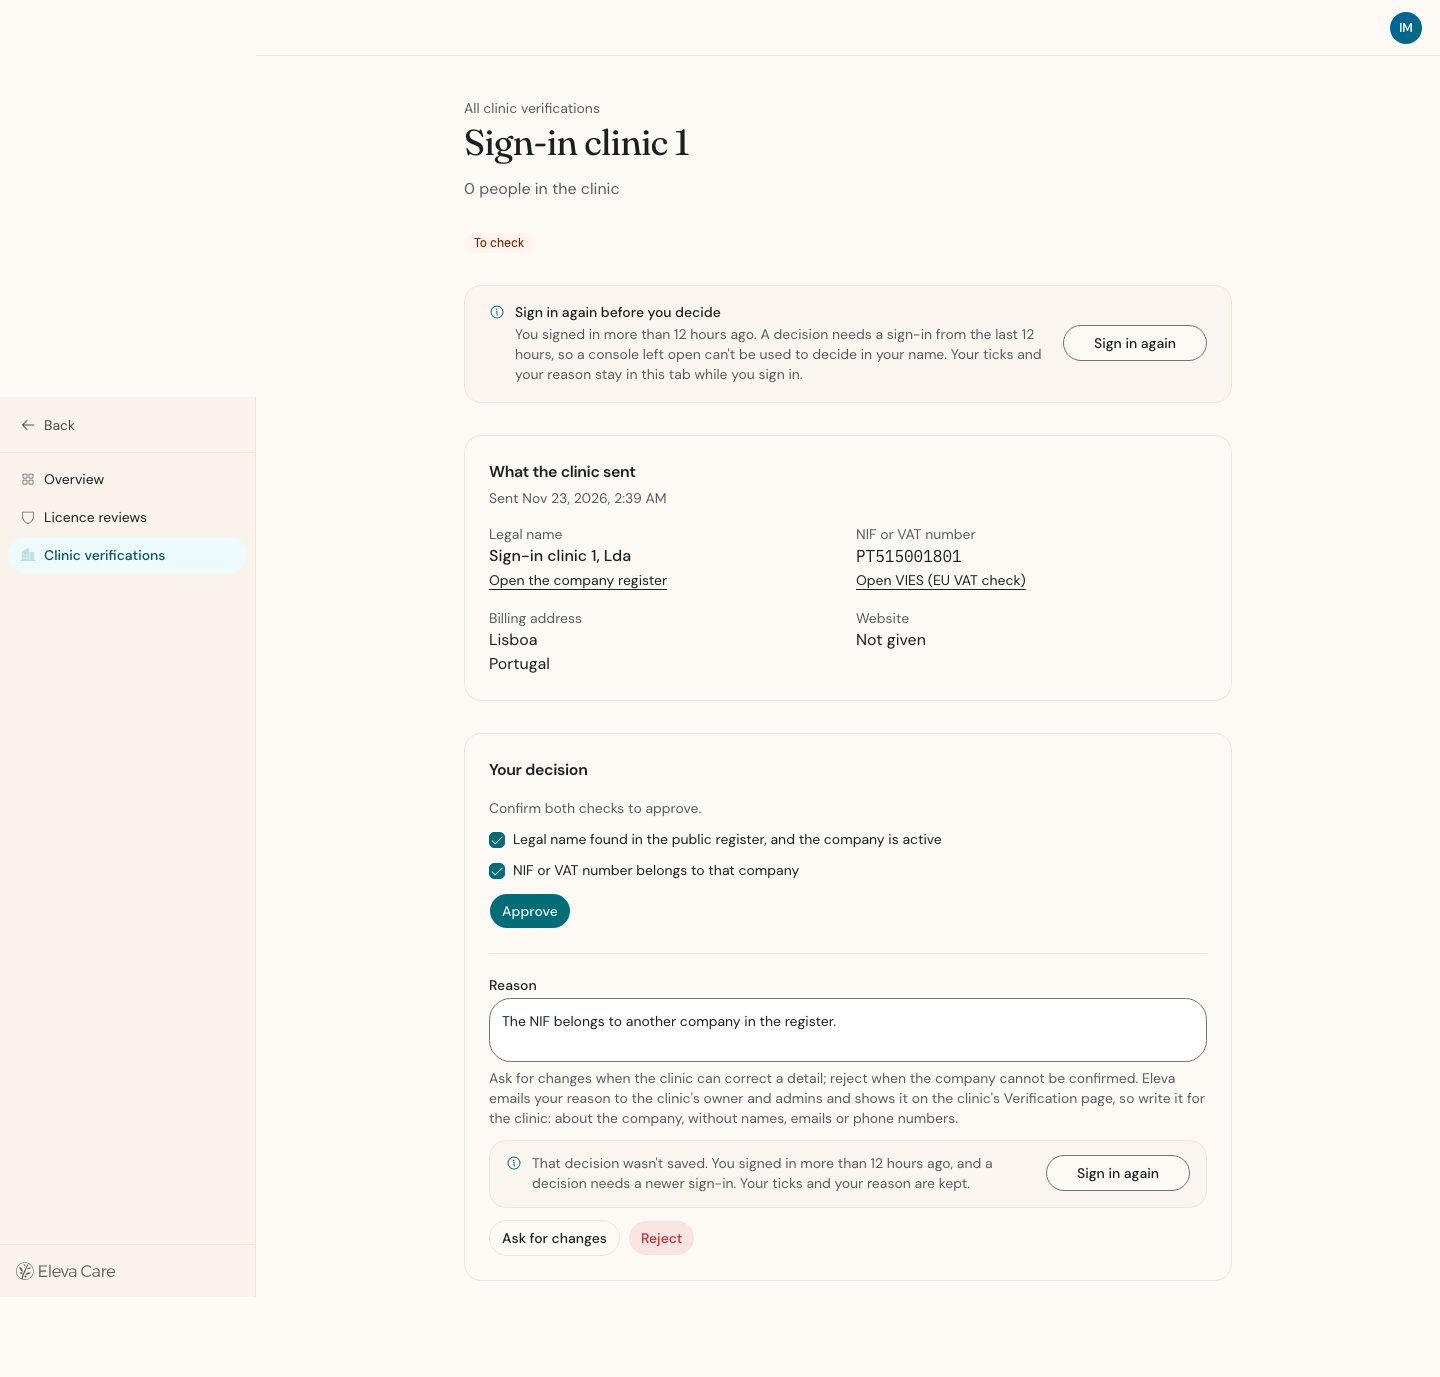 IM
All clinic verifications
Sign-in clinic 1
0 people in the clinic
To check
Sign in again before you decide
You signed in more than 12 hours ago. A decision needs a sign-in from the last 12
hours, so a console left open can't be used to decide in your name. Your ticks and
your reason stay in this tab while you sign in.
Sign in again
Back
Overview
Licence reviews
Clinic verifications
What the clinic sent
Sent Nov 23, 2026, 2:39 AM
Legal name
Sign-in clinic 1, Lda
Open the company register
NIF or VAT number
PT515001801
Open VIES (EU VAT check)
Billing address
Lisboa
Portugal
Website
Not given
Your decision
Confirm both checks to approve.
Legal name found in the public register, and the company is active
NIF or VAT number belongs to that company
Approve
Reason
The NIF belongs to another company in the register.
Ask for changes when the clinic can correct a detail; reject when the company cannot be confirmed. Eleva
emails your reason to the clinic's owner and admins and shows it on the clinic's Verification page, so write it for
the clinic: about the company, without names, emails or phone numbers.
That decision wasn't saved. You signed in more than 12 hours ago, and a
decision needs a newer sign-in. Your ticks and your reason are kept.
Sign in again
Ask for changes
Reject
Eleva Care